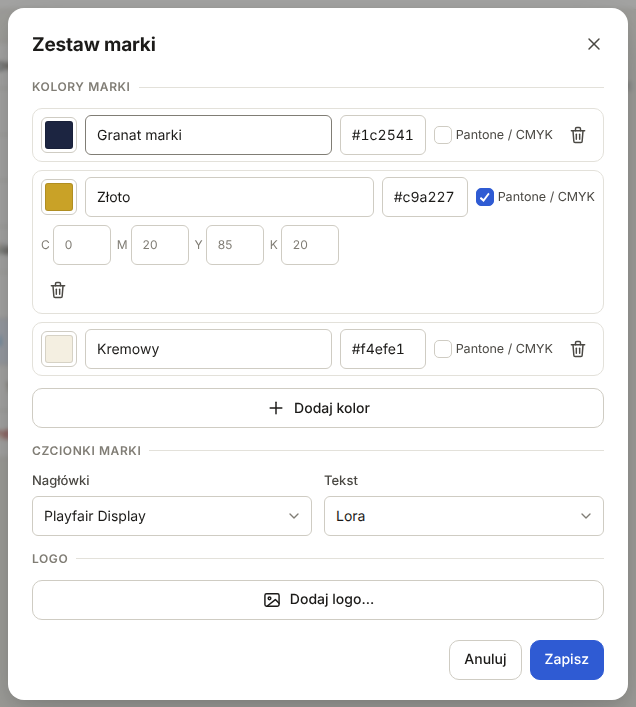 Zestaw marki
KOLORY MARKI
Granat marki #1c2541 Pantone / CMYK
Złoto #c9a227 Pantone / CMYK
C 0 M 20 Y 85 K 20
Kremowy #f4efe1 Pantone / CMYK
Dodaj kolor
CZCIONKI MARKI
Nagłówki Tekst
Playfair Display Lora
LOGO
Dodaj logo...
Anuluj Zapisz